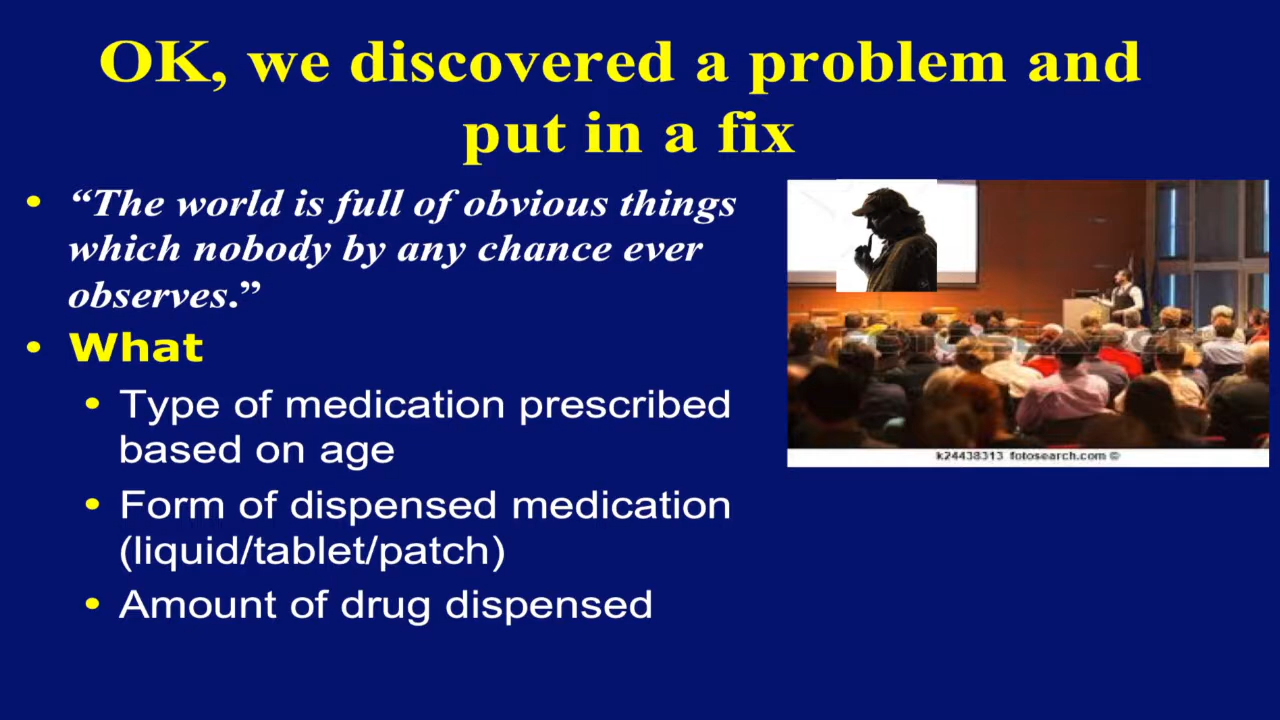 OK, we discovered a problem and
put in a fix
• “The world is full of obvious things
which nobody by any chance ever
observes.”
• What
• Type of medication prescribed
based on age
• Form of dispensed medication
(liquid/tablet/patch)
• Amount of drug dispensed
FOTOSEARCH
k24438313 fotosearch.com ©